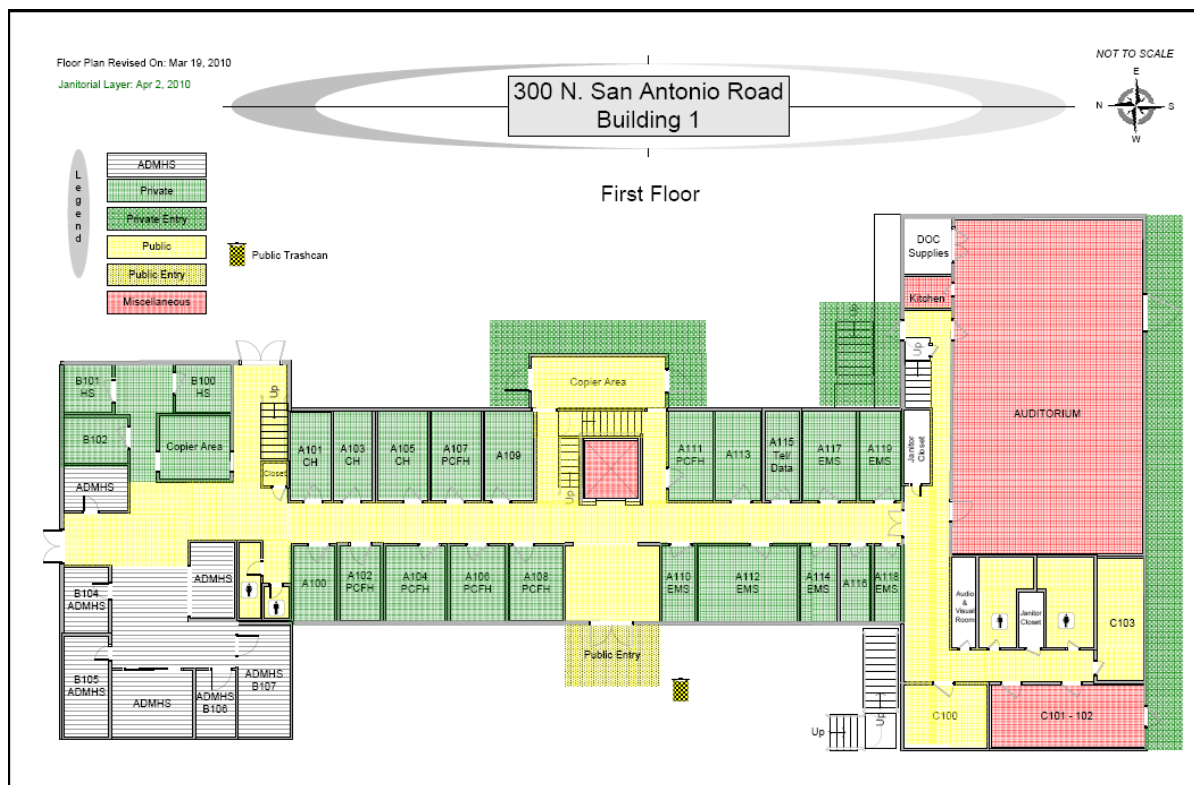 Floor Plan Revised On: Mar 19, 2010
Janitorial Layer: Apr 2, 2010
300 N. San Antonio Road
Building 1
NOT TO SCALE
E
N
S
W
First Floor
Legend
ADMHS
Private
Private Entry
Public
Public Entry
Miscellaneous
Public Trashcan
DOC
Supplies
Kitchen
Up
Up
AUDITORIUM
Janitor
Closet
B101
HS
B100
HS
B102
Copier Area
ADMHS
Up
Closet
Copier Area
Up
A101
CH
A103
CH
A105
CH
A107
PCFH
A109
A111
PCFH
A113
A115
Tel/
Data
A117
EMS
A119
EMS
A100
A102
PCFH
A104
PCFH
A106
PCFH
A108
PCFH
A110
EMS
A112
EMS
A114
EMS
A116
A118
EMS
ADMHS
B104
ADMHS
B105
ADMHS
ADMHS
ADMHS
B106
ADMHS
B107
Public Entry
Audio
&
Visual
Room
Janitor
Closet
C103
C100
C101 - 102
Up
Up